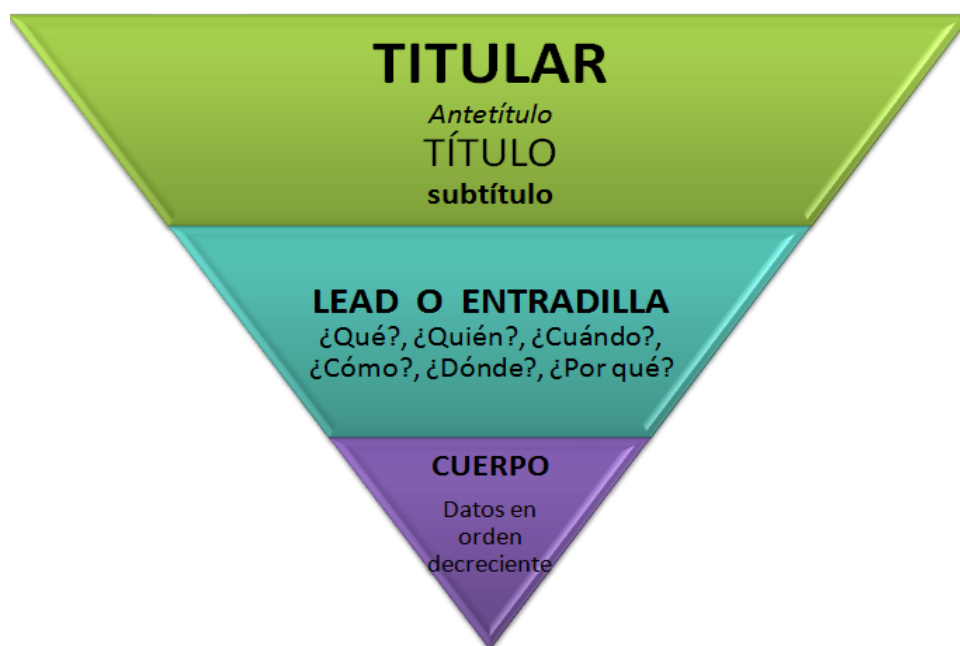 TITULAR
Antetítulo
TÍTULO
subtítulo
LEAD O ENTRADILLA
¿Qué?, ¿Quién?, ¿Cuándo?,
¿Cómo?, ¿Dónde?, ¿Por qué?
CUERPO
Datos en
orden
decreciente